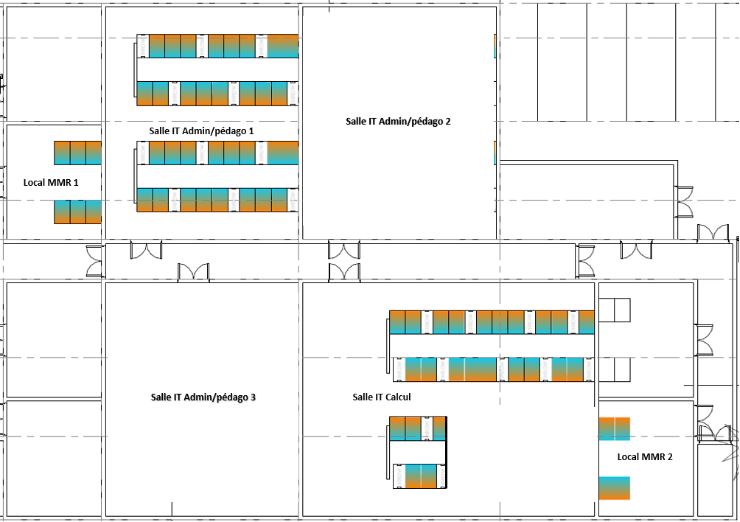 Salle IT Admin/pédago 2
Salle IT Admin/pédago 1
Local MMR 1
Salle IT Admin/pédago 3
Salle IT Calcul
Local MMR 2